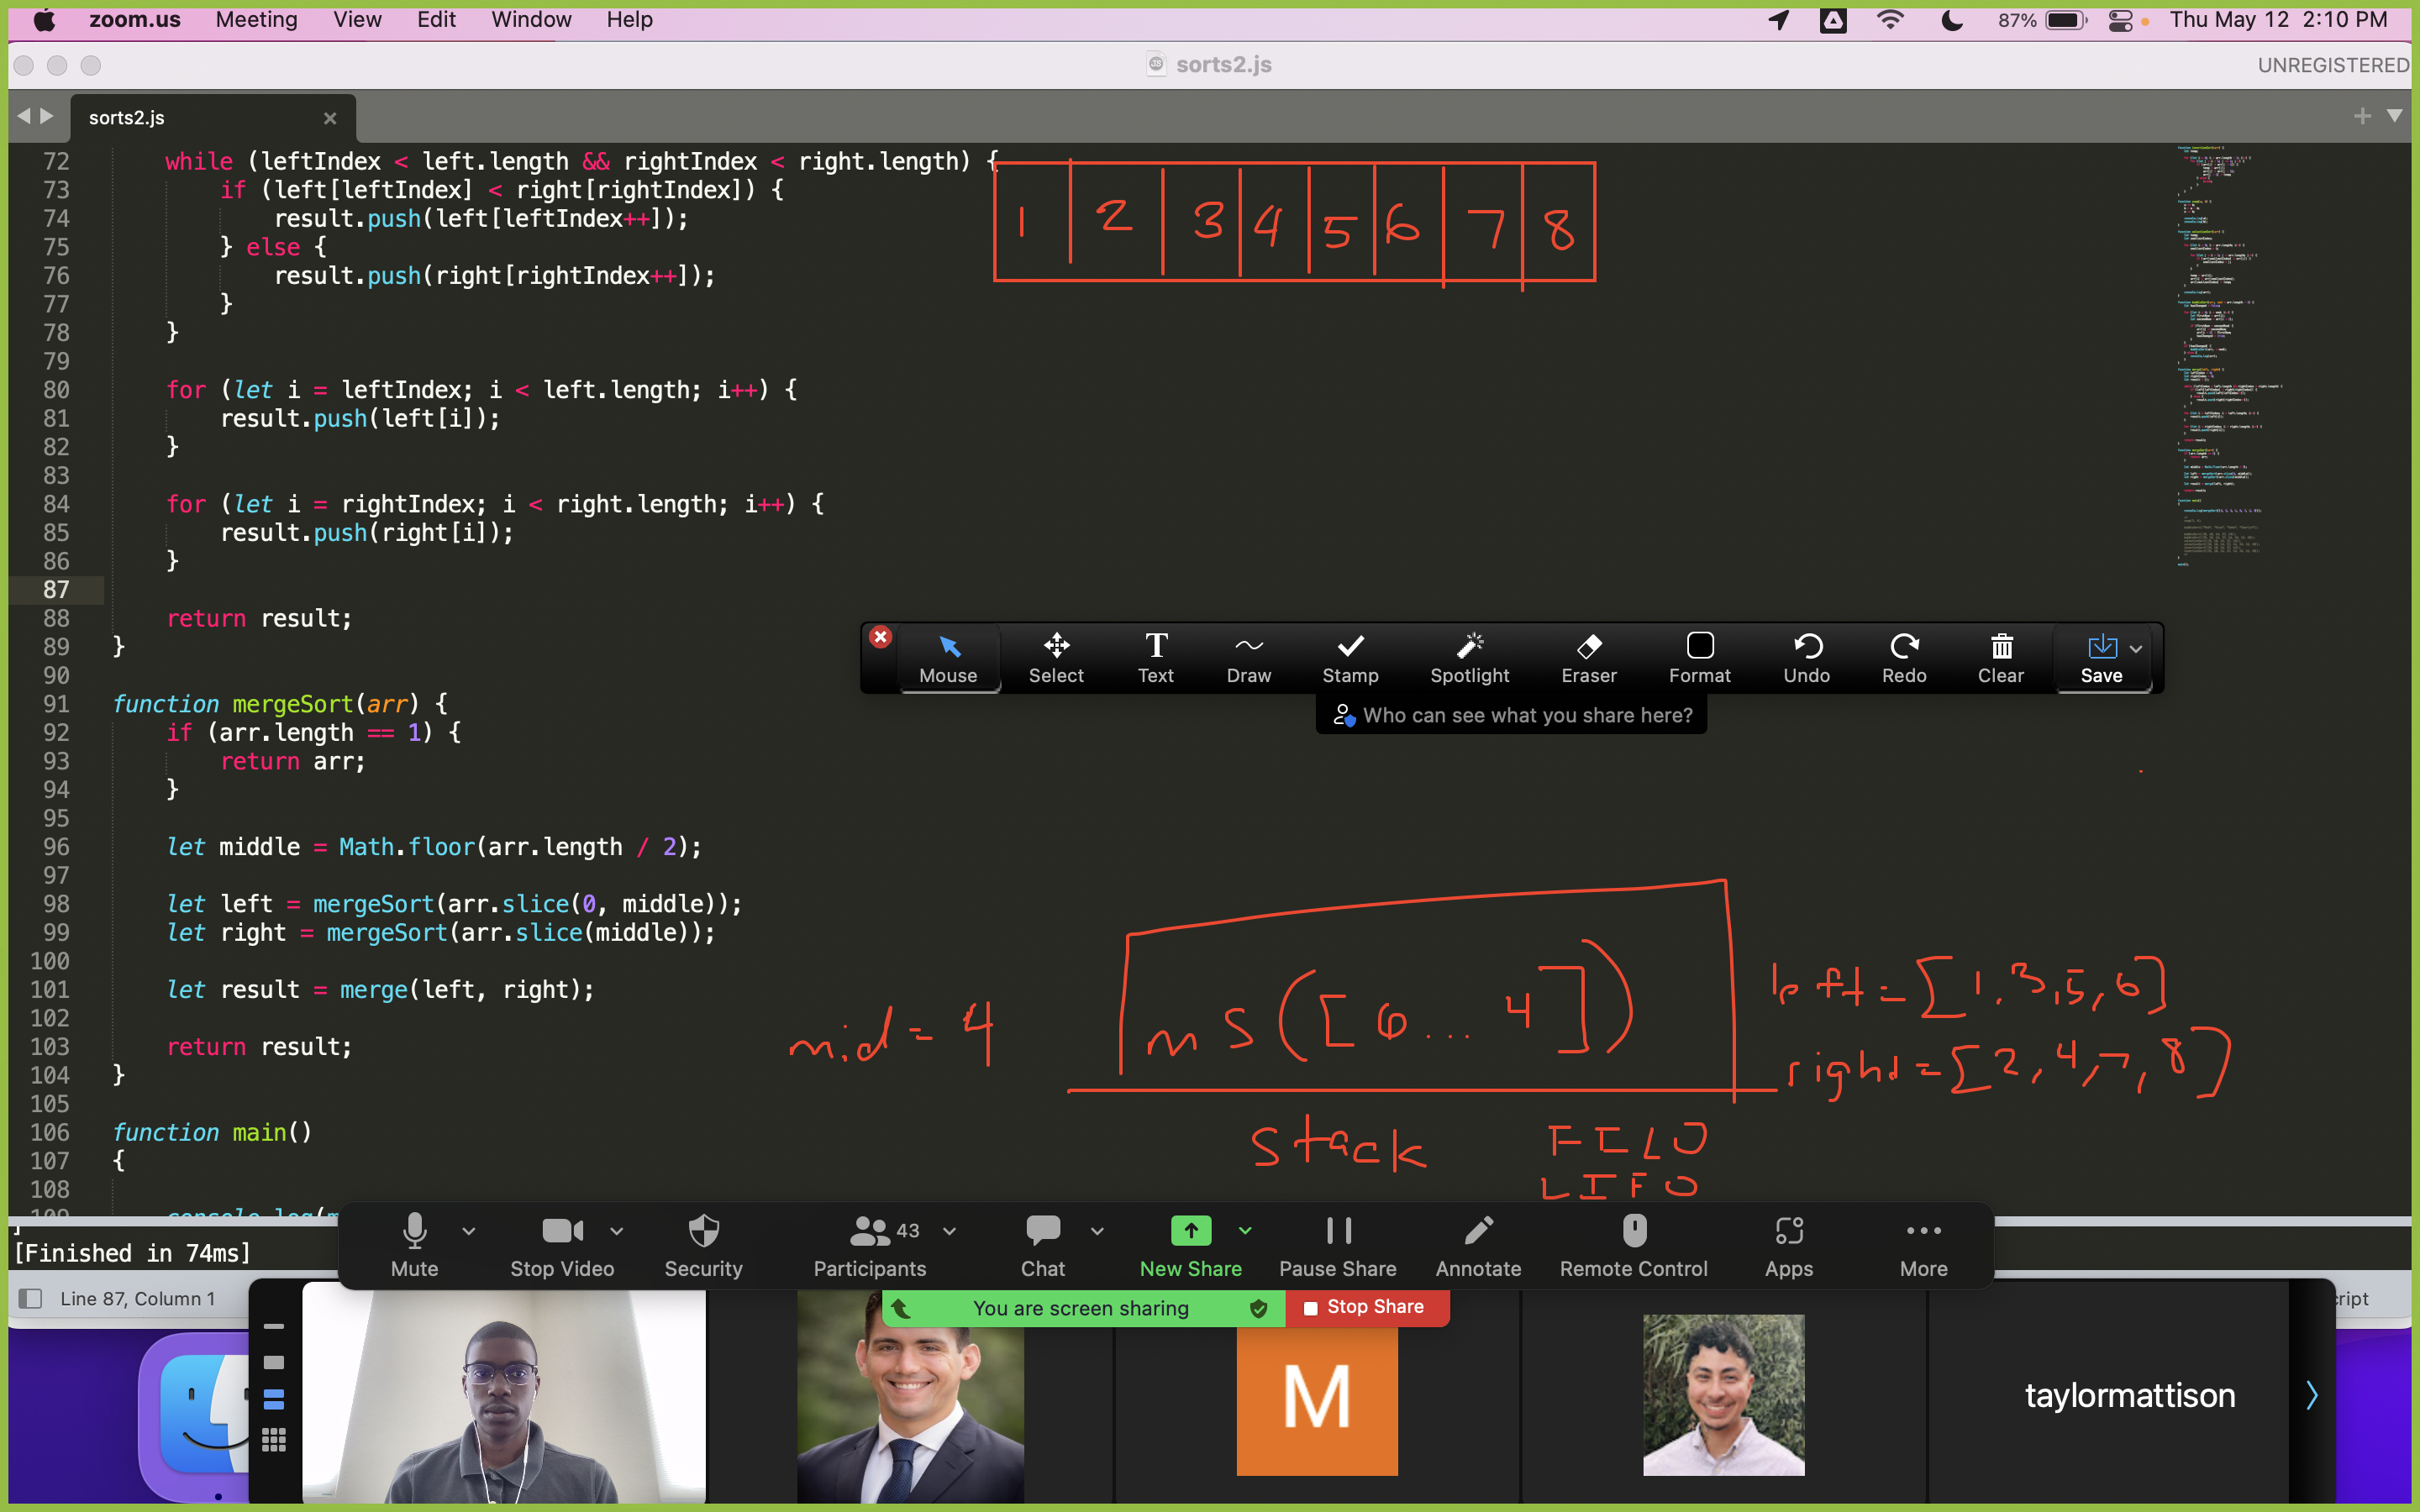 zoom.us Meeting View Edit Window Help 87% Thu May 12 2:10 PM
sorts2.js UNREGISTERED
sorts2.js
72 while (leftIndex < left.length && rightIndex < right.length) {
73 if (left[leftIndex] < right[rightIndex]) {
74 result.push(left[leftIndex++]);
75 } else {
76 result.push(right[rightIndex++]);
77 }
78 }
79
80 for (let i = leftIndex; i < left.length; i++) {
81 result.push(left[i]);
82 }
83
84 for (let i = rightIndex; i < right.length; i++) {
85 result.push(right[i]);
86 }
87
88 return result;
89 }
90
91 function mergeSort(arr) {
92 if (arr.length == 1) {
93 return arr;
94 }
95
96 let middle = Math.floor(arr.length / 2);
97
98 let left = mergeSort(arr.slice(0, middle));
99 let right = mergeSort(arr.slice(middle));
100
101 let result = merge(left, right);
102
103 return result;
104 }
105
106 function main()
107 {
108
109 console.log(m
1 2 3 4 5 6 7 8
Mouse Select Text Draw Stamp Spotlight Eraser Format Undo Redo Clear Save
Who can see what you share here?
mid = 4
mS([6...4])
left=[1,3,5,6]
right=[2,4,7,8]
Stack FILO
LIFO
]
[Finished in 74ms]
43
Mute Stop Video Security Participants Chat New Share Pause Share Annotate Remote Control Apps More
Line 87, Column 1
You are screen sharing Stop Share
cript
M
taylormattison